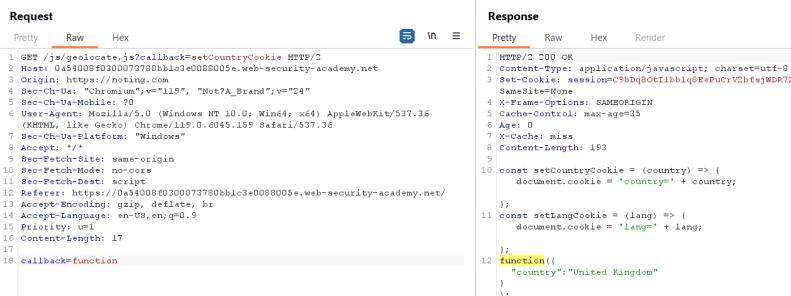 Request
Response
Pretty Raw Hex
\n
Pretty Raw Hex Render
1 GET /js/geolocate.js?callback=setCountryCookie HTTP/2
2 Host: 0a54008f0300073780bb1c3e0088005e.web-security-academy.net
3 Origin: https://noting.com
4 Sec-Ch-Ua: "Chromium";v="119", "Not?A_Brand";v="24"
5 Sec-Ch-Ua-Mobile: ?0
6 User-Agent: Mozilla/5.0 (Windows NT 10.0; Win64; x64) AppleWebKit/537.36
(KHTML, like Gecko) Chrome/119.0.6045.159 Safari/537.36
7 Sec-Ch-Ua-Platform: "Windows"
8 Accept: */*
9 Sec-Fetch-Site: same-origin
10 Sec-Fetch-Mode: no-cors
11 Sec-Fetch-Dest: script
12 Referer: https://0a54008f0300073780bb1c3e0088005e.web-security-academy.net/
13 Accept-Encoding: gzip, deflate, br
14 Accept-Language: en-US,en;q=0.9
15 Priority: u=1
16 Content-Length: 17
17
18 callback=function
1 HTTP/2 200 OK
2 Content-Type: application/javascript; charset=utf-8
3 Set-Cookie: session=C9bDq8OtIlbblq8EePuCrV2bfsjWDR7Z
SameSite=None
4 X-Frame-Options: SAMEORIGIN
5 Cache-Control: max-age=35
6 Age: 0
7 X-Cache: miss
8 Content-Length: 193
9
10 const setCountryCookie = (country) => {
document.cookie = 'country=' + country;
};
11 const setLangCookie = (lang) => {
document.cookie = 'lang=' + lang;
};
12 function({
"country":"United Kingdom"
}
);